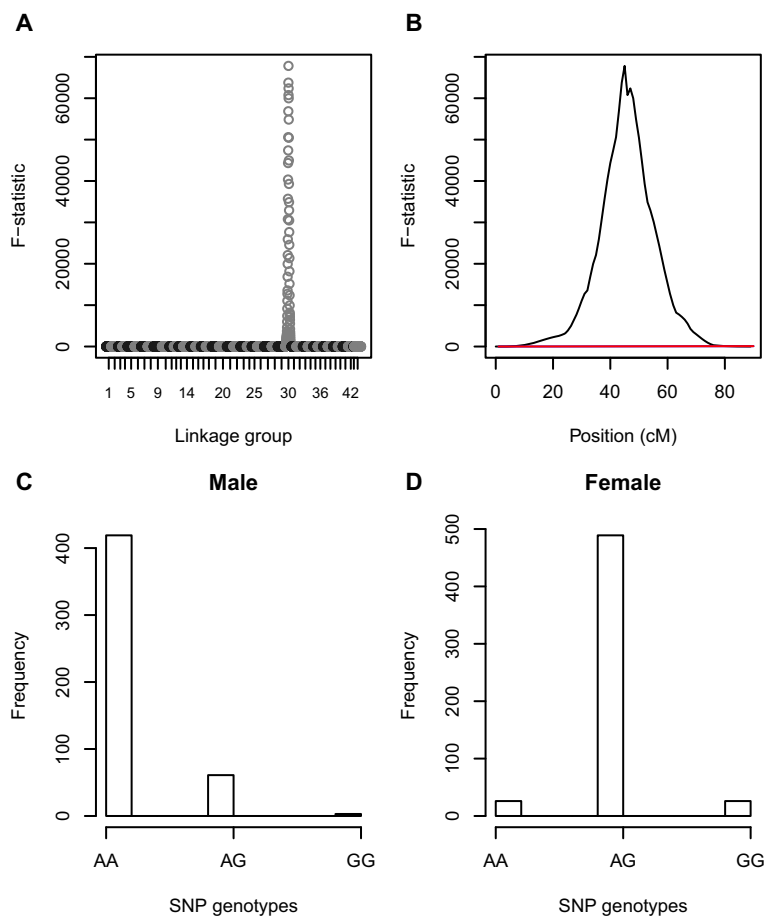 A
F−statistic
0
20000
40000
60000
1 5 9 14 20 25 30 36 42
Linkage group
B
F−statistic
0
20000
40000
60000
0 20 40 60 80
Position (cM)
C
Male
Frequency
0
100
200
300
400
AA AG GG
SNP genotypes
D
Female
Frequency
0
100
200
300
400
500
AA AG GG
SNP genotypes